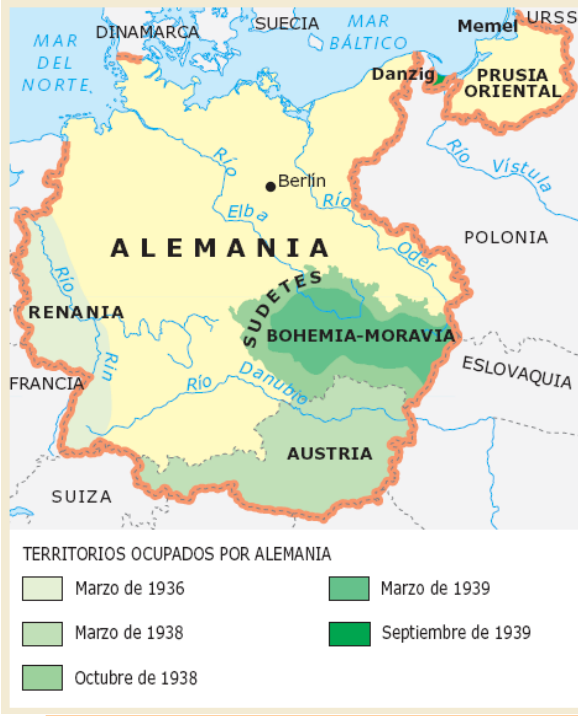 MAR
DEL
NORTE
DINAMARCA
SUECIA
MAR
BÁLTICO
Memel
URSS
Danzig
PRUSIA
ORIENTAL
Río
Elba
Berlín
Río
Oder
Río
Vístula
ALEMANIA
POLONIA
Río
Rin
RENANIA
SUDETES
BOHEMIA-MORAVIA
ESLOVAQUIA
FRANCIA
Río
Danubio
AUSTRIA
SUIZA
TERRITORIOS OCUPADOS POR ALEMANIA
Marzo de 1936
Marzo de 1938
Octubre de 1938
Marzo de 1939
Septiembre de 1939